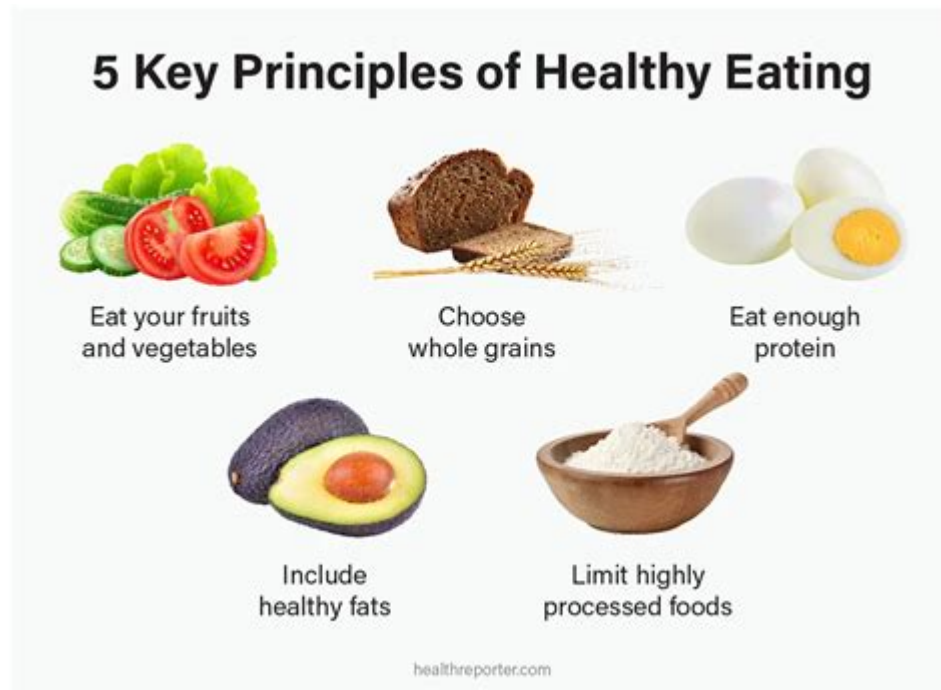 5 Key Principles of Healthy Eating
Eat your fruits
and vegetables
Choose
whole grains
Eat enough
protein
Include
healthy fats
Limit highly
processed foods
healthreporter.com